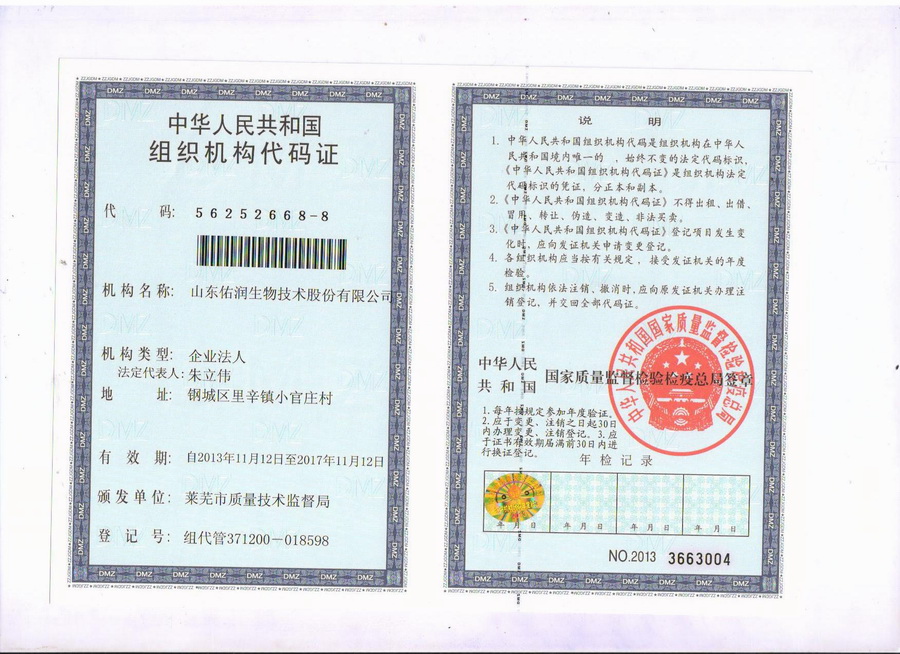 中华人民共和国
组织机构代码证
代 码: 56252668-8
机构名称: 山东佑润生物技术股份有限公司
机构类型: 企业法人
法定代表人: 朱立伟
地 址: 钢城区里辛镇小官庄村
有 效 期: 自2013年11月12日至2017年11月12日
颁发单位: 莱芜市质量技术监督局
登 记 号: 组代管371200-018598
说 明
1. 中华人民共和国组织机构代码是组织机构在中华
民共和国境内唯一的 , 始终不变的法定代码标识,
《中华人民共和国组织机构代码证》是组织机构法定
代码标识的凭证, 分正本和副本。
2. 《中华人民共和国组织机构代码证》不得出租、出借、
冒用、转让、伪造、变造、非法买卖。
3. 《中华人民共和国组织机构代码证》登记项目发生变
化时, 应向发证机关申请变更登记。
4. 各组织机构应当按有关规定, 接受发证机关的年度
检验。
5. 组织机构依法注销、撤消时, 应向原发证机关办理注
销登记, 并交回全部代码证。
中华人民
共和国
国家质量监督检验检疫总局签章
中华人民共和国国家质量监督检验检疫总局
1.每年按规定参加年度验证。
2.应于变更、注销之日起30日
内办理变更、注销登记。3.应
于证书有效期届满前30日内进
行换证登记。
年检记录
年 月 日 年 月 日 年 月 日 年 月 日
NO.2013 3663004